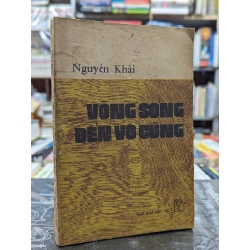 Nguyễn Khải
VÒNG SÓNG
ĐẾN VÔ CÙNG